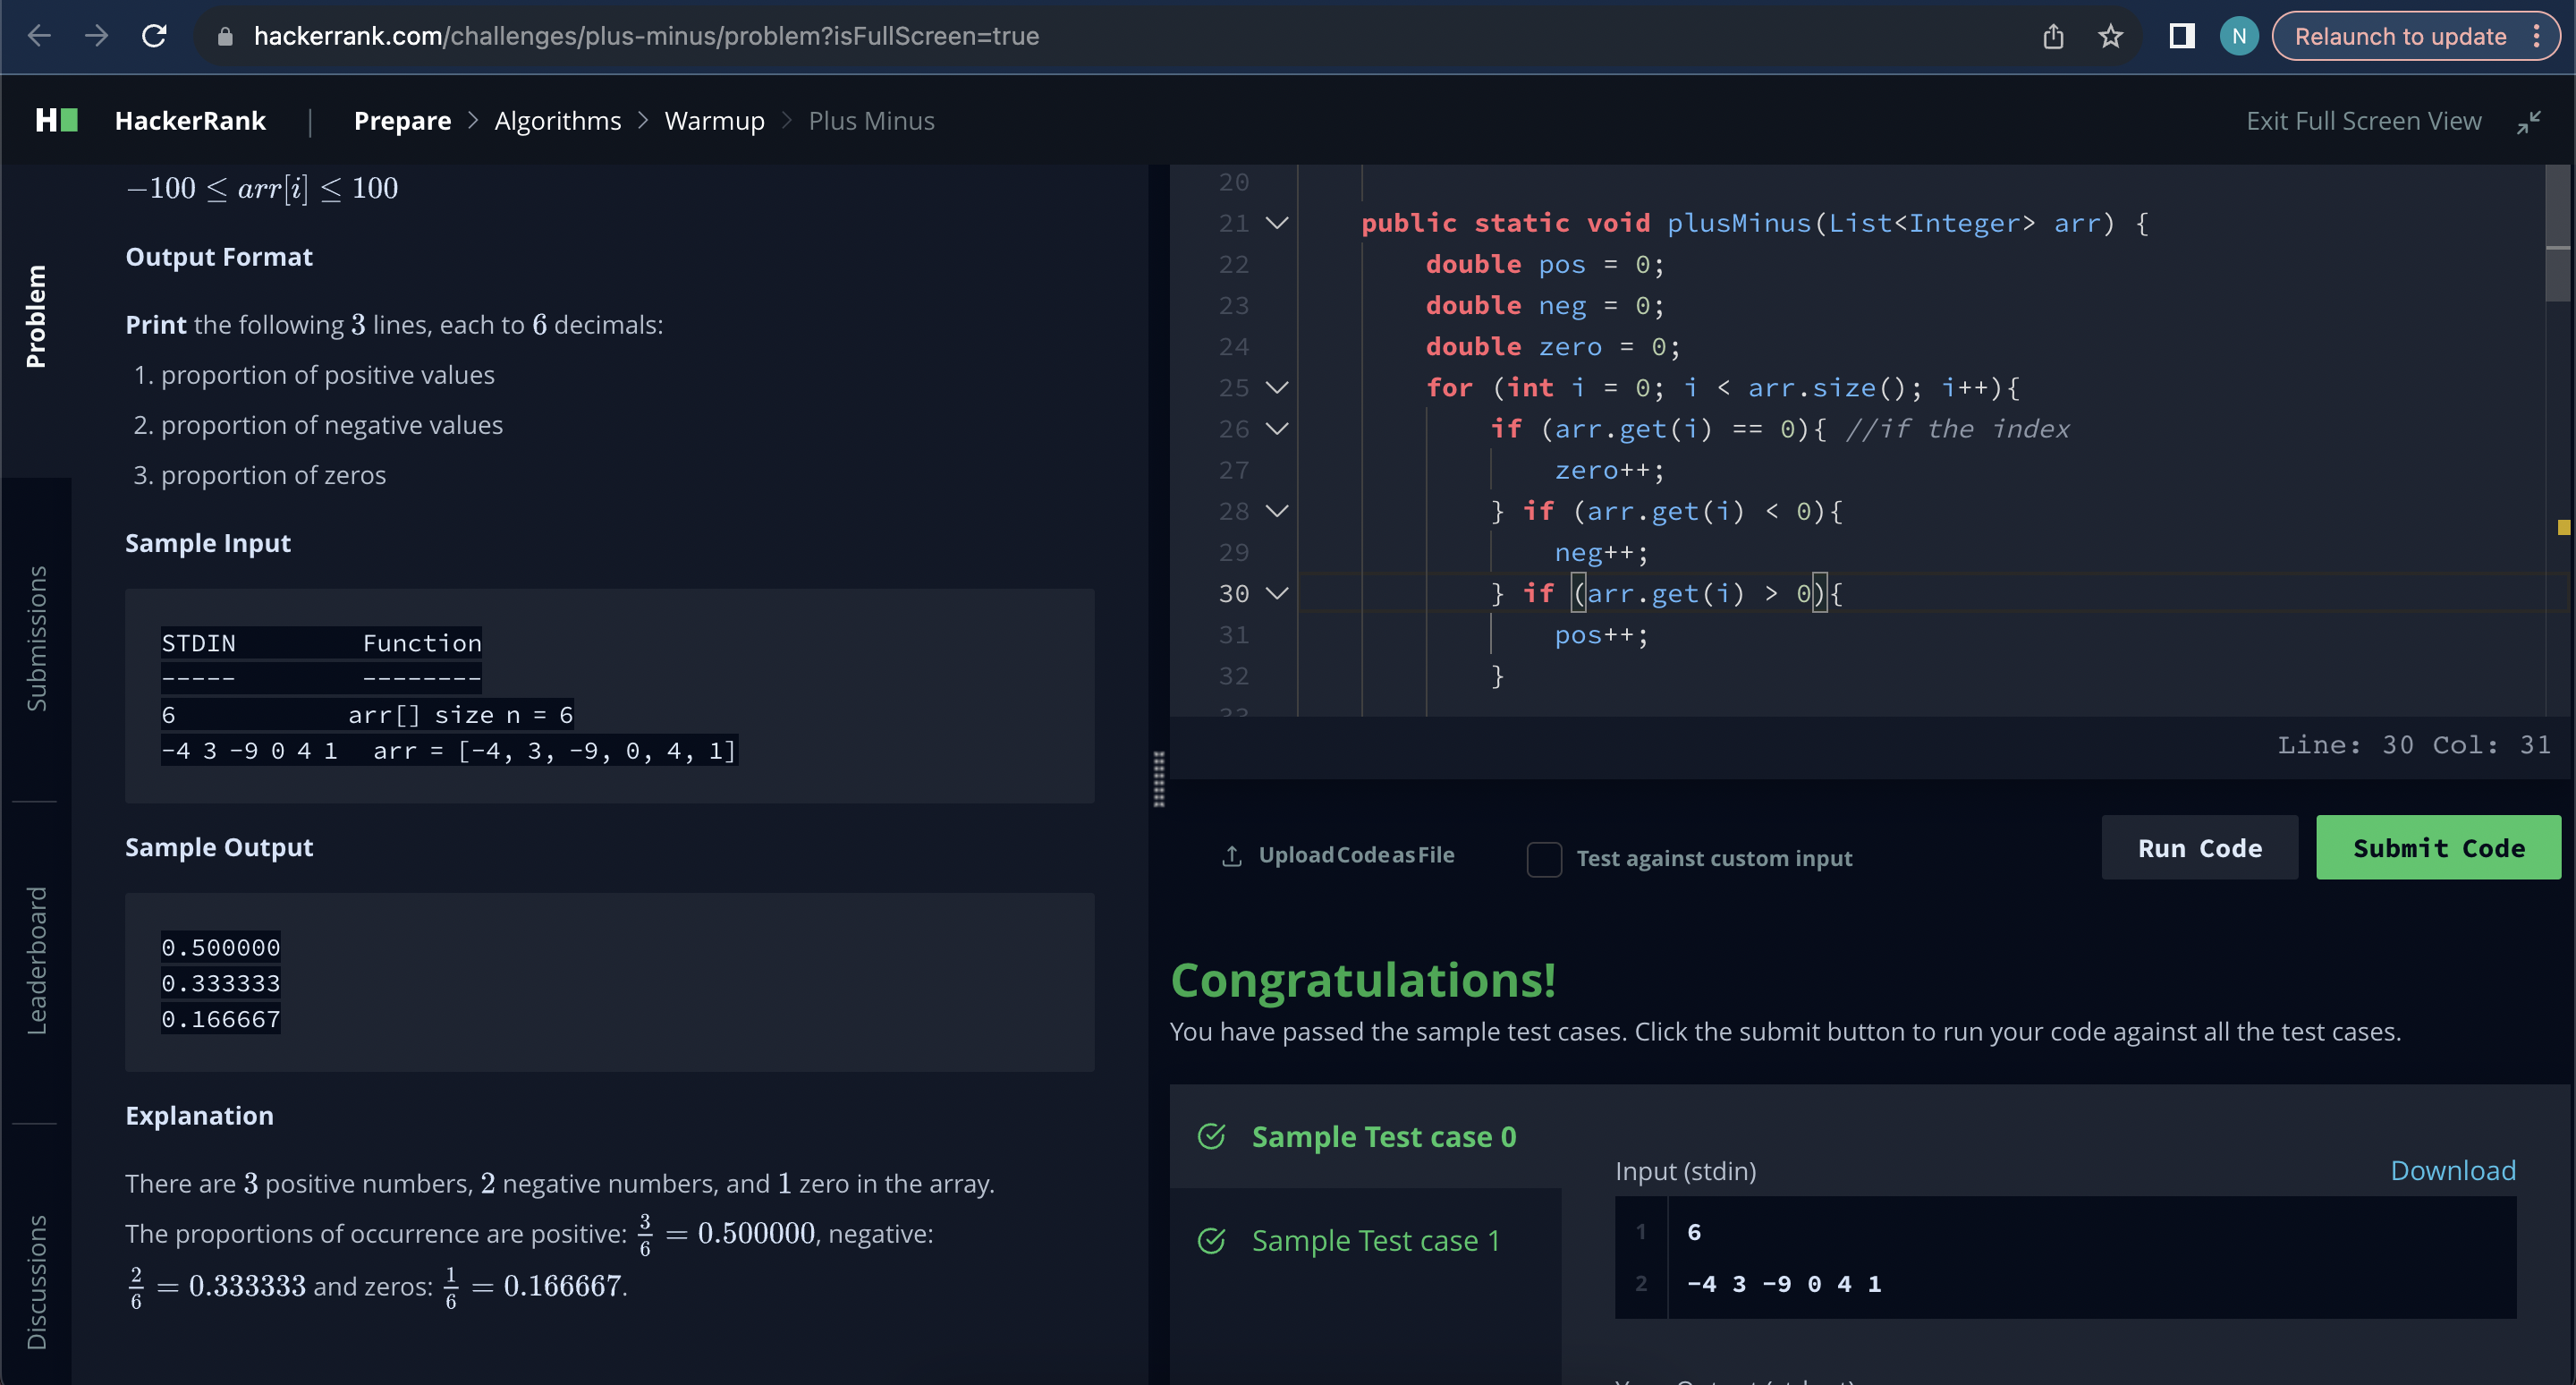 hackerrank.com/challenges/plus-minus/problem?isFullScreen=true
N
Relaunch to update
H
HackerRank | Prepare > Algorithms > Warmup > Plus Minus
Exit Full Screen View
Problem
Submissions
Leaderboard
Discussions
−100 ≤ arr[i] ≤ 100
Output Format
Print the following 3 lines, each to 6 decimals:
1. proportion of positive values
2. proportion of negative values
3. proportion of zeros
Sample Input
STDIN Function
----- --------
6 arr[] size n = 6
-4 3 -9 0 4 1 arr = [-4, 3, -9, 0, 4, 1]
Sample Output
0.500000
0.333333
0.166667
Explanation
There are 3 positive numbers, 2 negative numbers, and 1 zero in the array.
The proportions of occurrence are positive: 3/6 = 0.500000, negative:
2/6 = 0.333333 and zeros: 1/6 = 0.166667.
20
21 public static void plusMinus(List<Integer> arr) {
22 double pos = 0;
23 double neg = 0;
24 double zero = 0;
25 for (int i = 0; i < arr.size(); i++){
26 if (arr.get(i) == 0){ //if the index
27 zero++;
28 } if (arr.get(i) < 0){
29 neg++;
30 } if (arr.get(i) > 0){
31 pos++;
32 }
Line: 30 Col: 31
Upload Code as File
Test against custom input
Run Code
Submit Code
Congratulations!
You have passed the sample test cases. Click the submit button to run your code against all the test cases.
Sample Test case 0
Sample Test case 1
Input (stdin)
Download
1 6
2 -4 3 -9 0 4 1